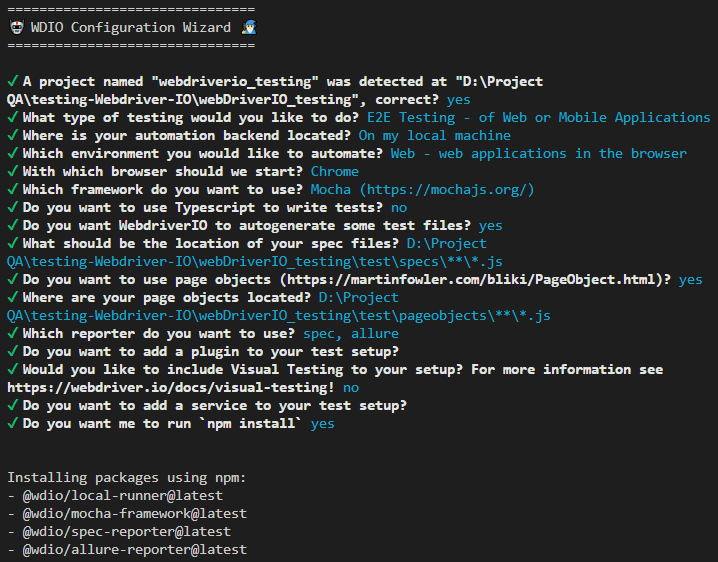 ===============================
🤖 WDIO Configuration Wizard 🧙
===============================
✔ A project named "webdriverio_testing" was detected at "D:\Project
QA\testing-Webdriver-IO\webDriverIO_testing", correct? yes
✔ What type of testing would you like to do? E2E Testing - of Web or Mobile Applications
✔ Where is your automation backend located? On my local machine
✔ Which environment you would like to automate? Web - web applications in the browser
✔ With which browser should we start? Chrome
✔ Which framework do you want to use? Mocha (https://mochajs.org/)
✔ Do you want to use Typescript to write tests? no
✔ Do you want WebdriverIO to autogenerate some test files? yes
✔ What should be the location of your spec files? D:\Project
QA\testing-Webdriver-IO\webDriverIO_testing\test\specs\**\*.js
✔ Do you want to use page objects (https://martinfowler.com/bliki/PageObject.html)? yes
✔ Where are your page objects located? D:\Project
QA\testing-Webdriver-IO\webDriverIO_testing\test\pageobjects\**\*.js
✔ Which reporter do you want to use? spec, allure
✔ Do you want to add a plugin to your test setup?
✔ Would you like to include Visual Testing to your setup? For more information see
https://webdriver.io/docs/visual-testing! no
✔ Do you want to add a service to your test setup?
✔ Do you want me to run `npm install` yes
Installing packages using npm:
- @wdio/local-runner@latest
- @wdio/mocha-framework@latest
- @wdio/spec-reporter@latest
- @wdio/allure-reporter@latest